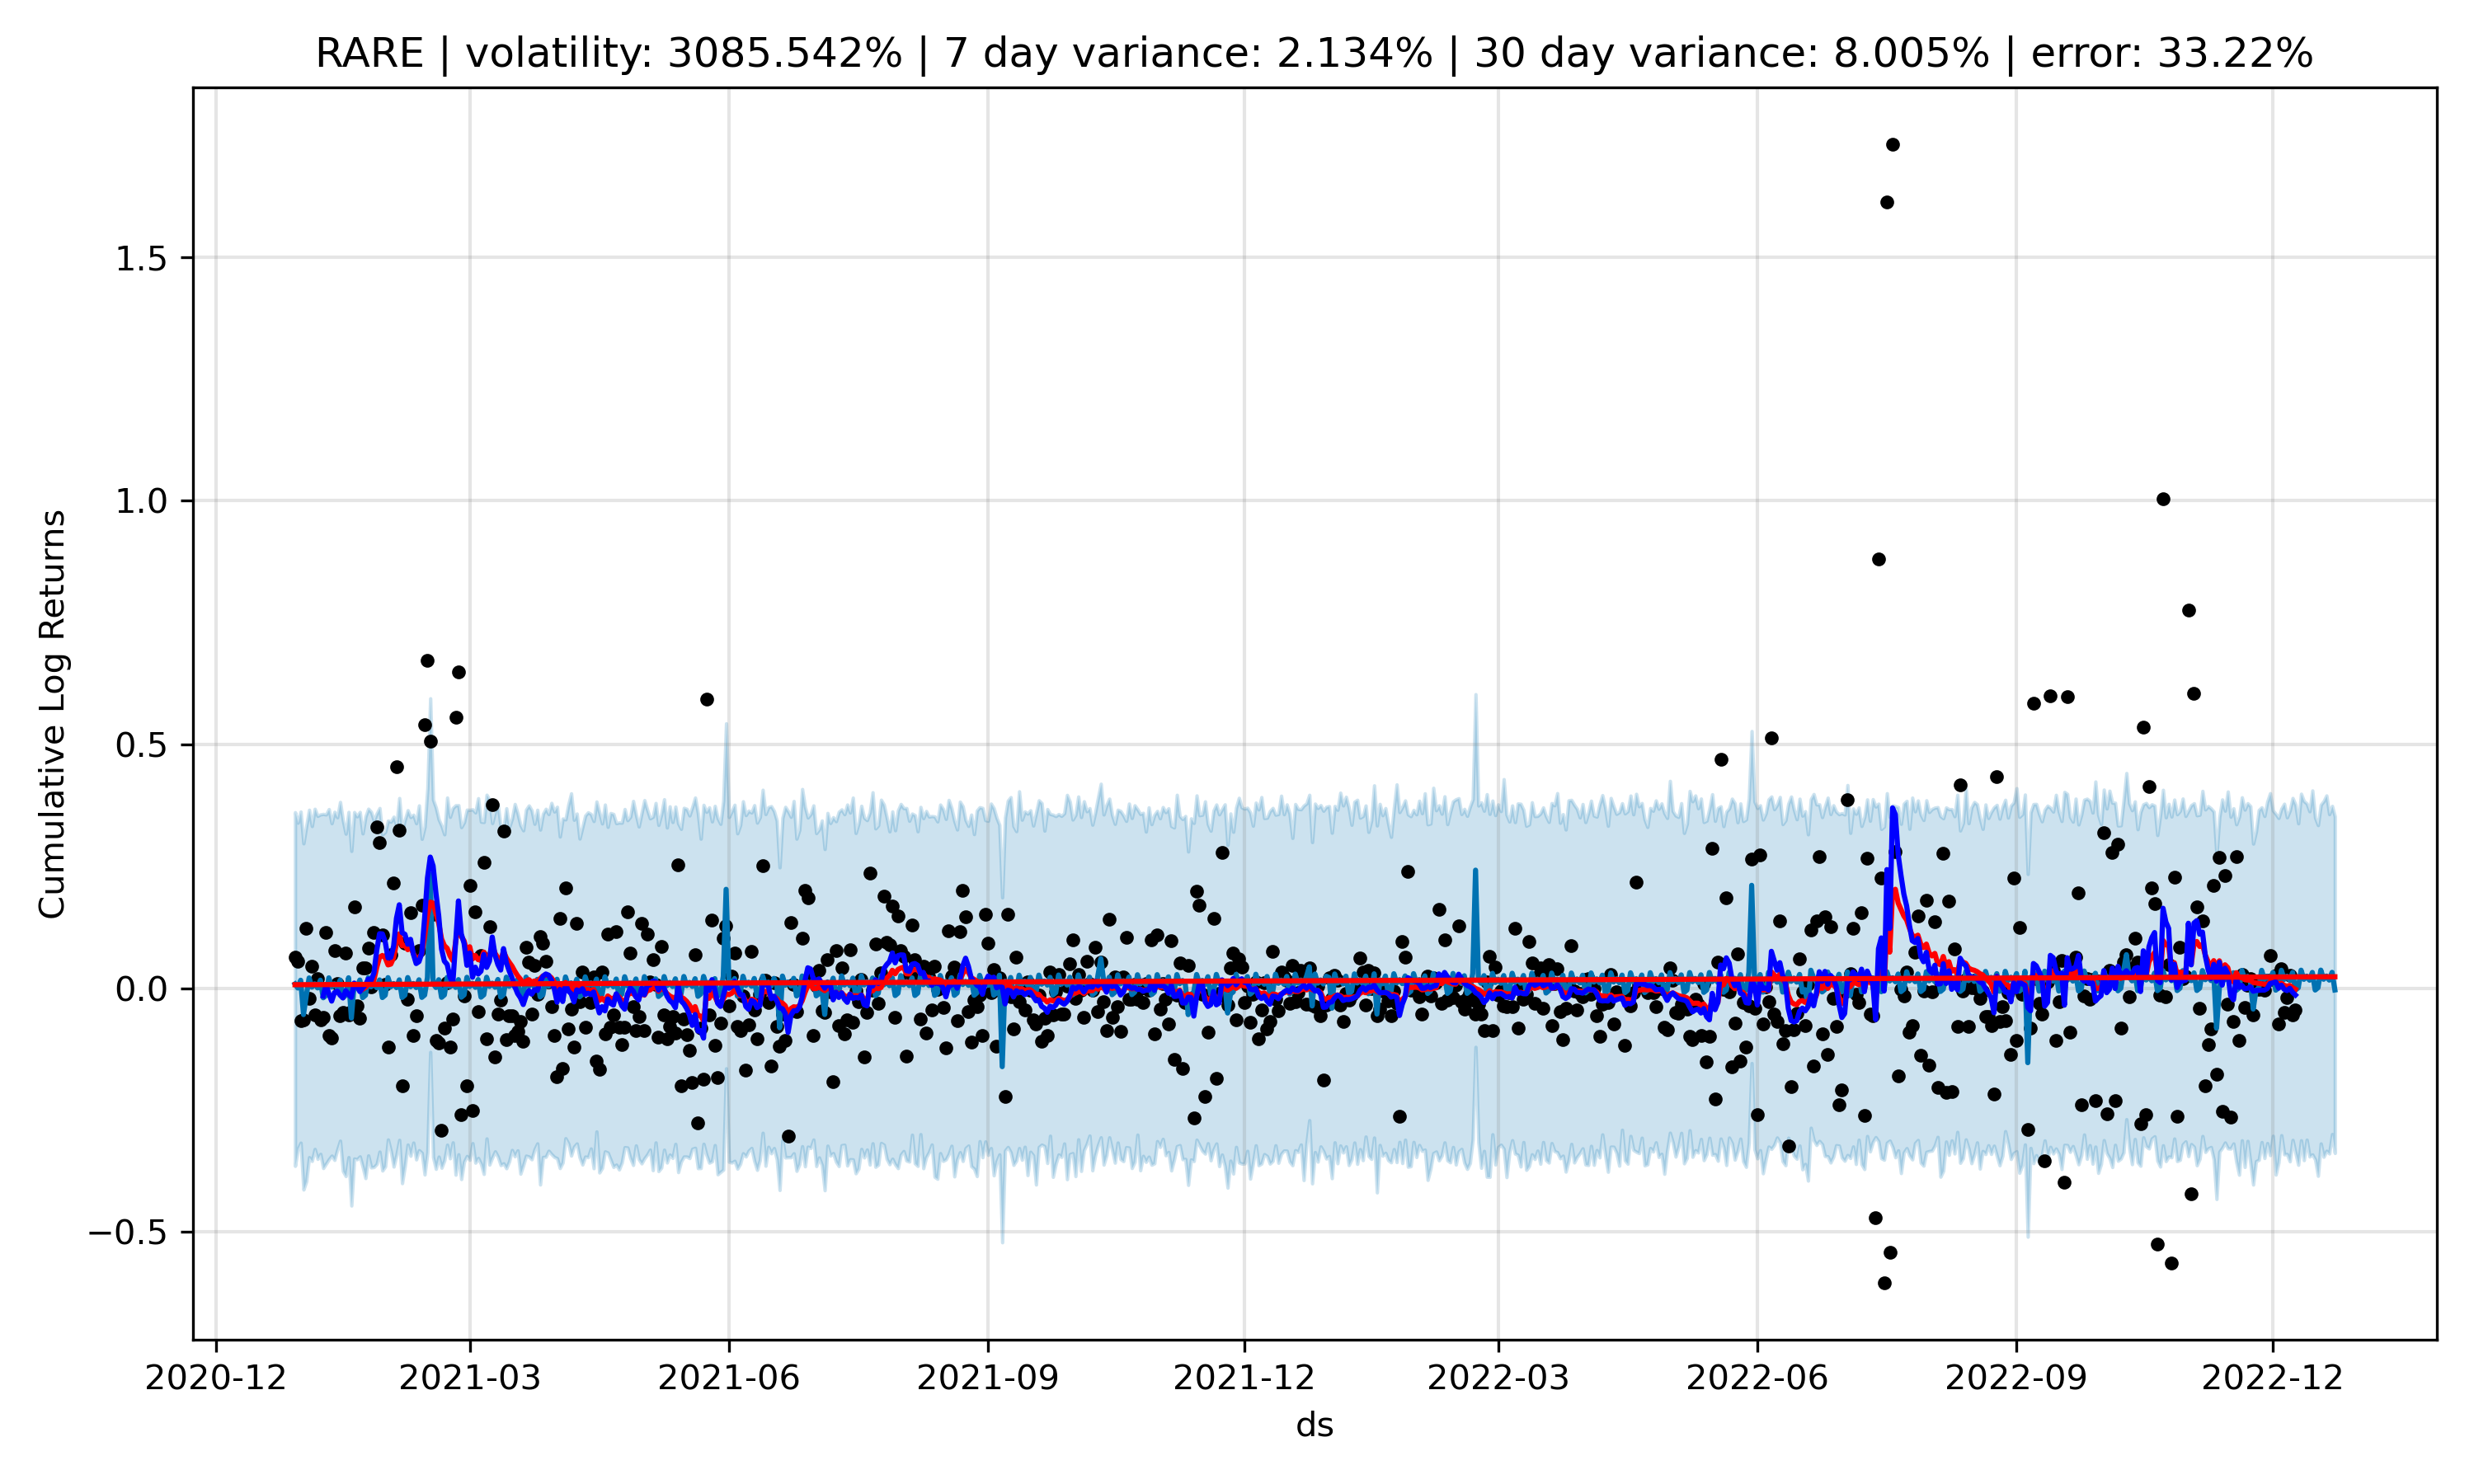 RARE | volatility: 3085.542% | 7 day variance: 2.134% | 30 day variance: 8.005% | error: 33.22%
Cumulative Log Returns
1.5
1.0
0.5
0.0
−0.5
2020-12 2021-03 2021-06 2021-09 2021-12 2022-03 2022-06 2022-09 2022-12
ds